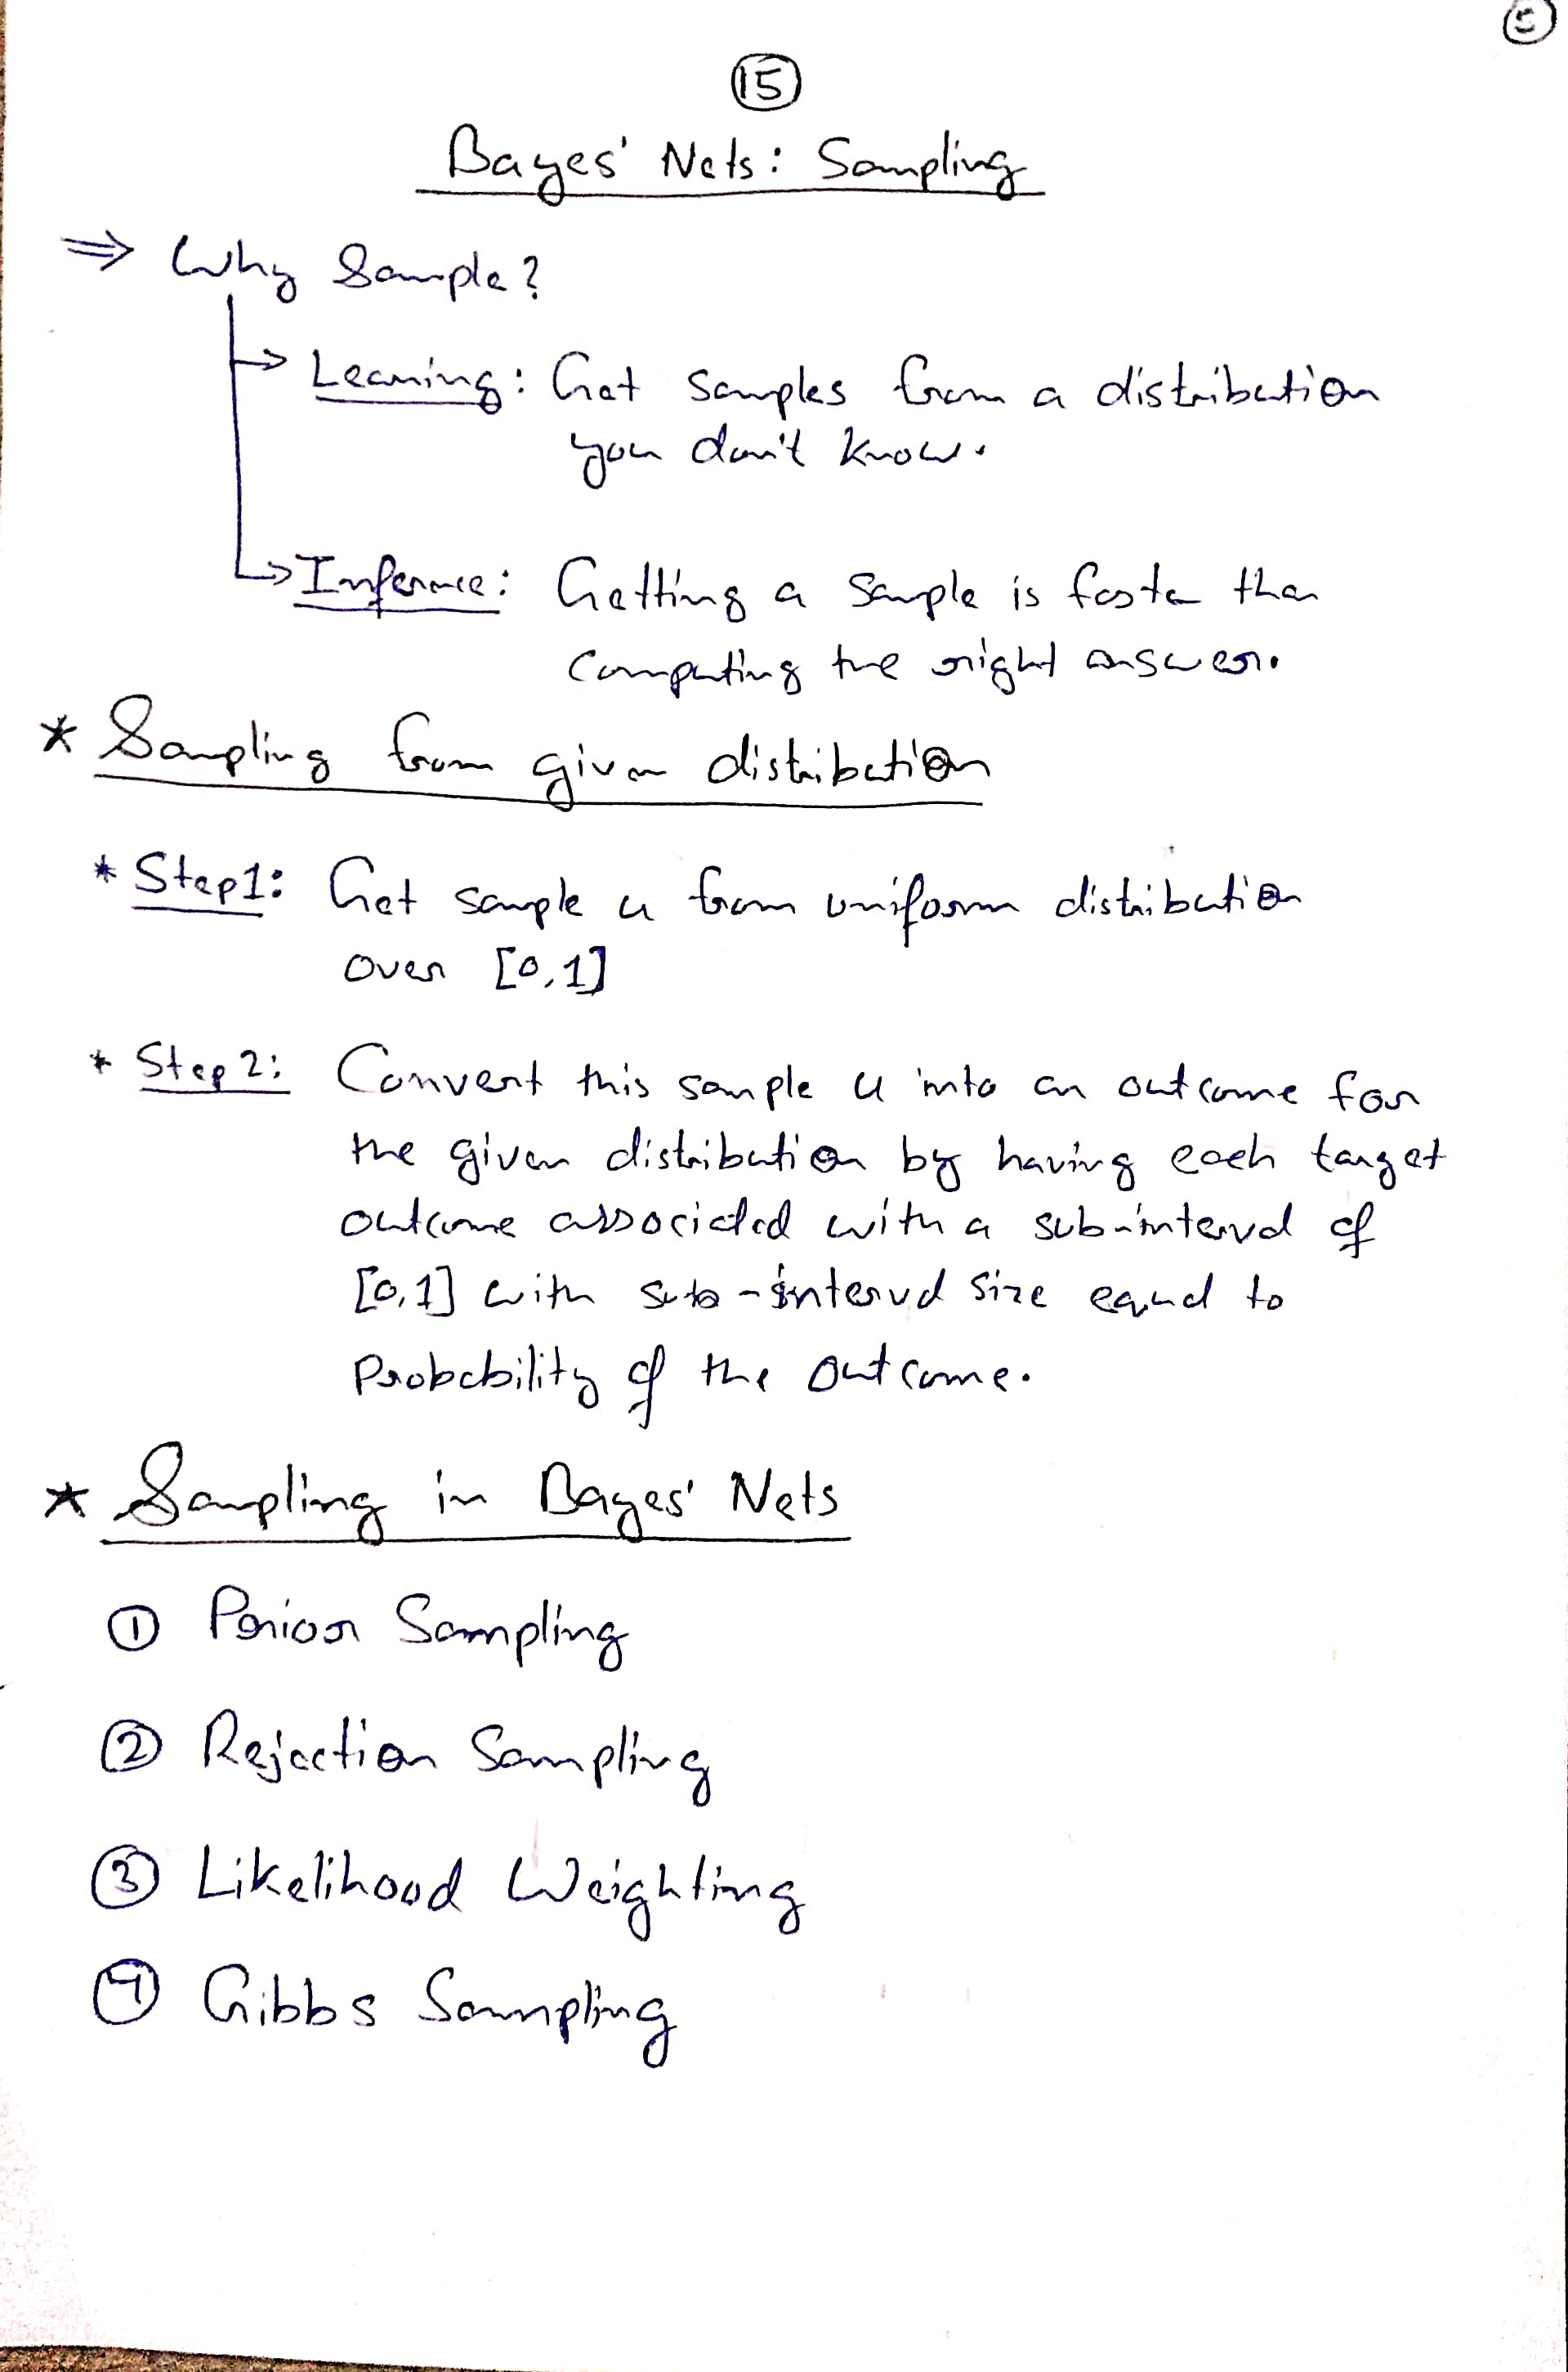 5
15
Bayes' Nets: Sampling
⇒ Why Sample?
→ Learning: Get samples from a distribution
you don't know.
→ Inference: Getting a sample is faster than
computing the right answer.
* Sampling from given distribution
* Step1: Get sample u from uniform distribution
over [0,1]
* Step 2: Convert this sample u into an outcome for
the given distribution by having each target
outcome associated with a sub-interval of
[0,1] with sub-interval size equal to
Probability of the outcome.
* Sampling in Bayes' Nets
① Prior Sampling
② Rejection Sampling
③ Likelihood Weighting
④ Gibbs Sampling